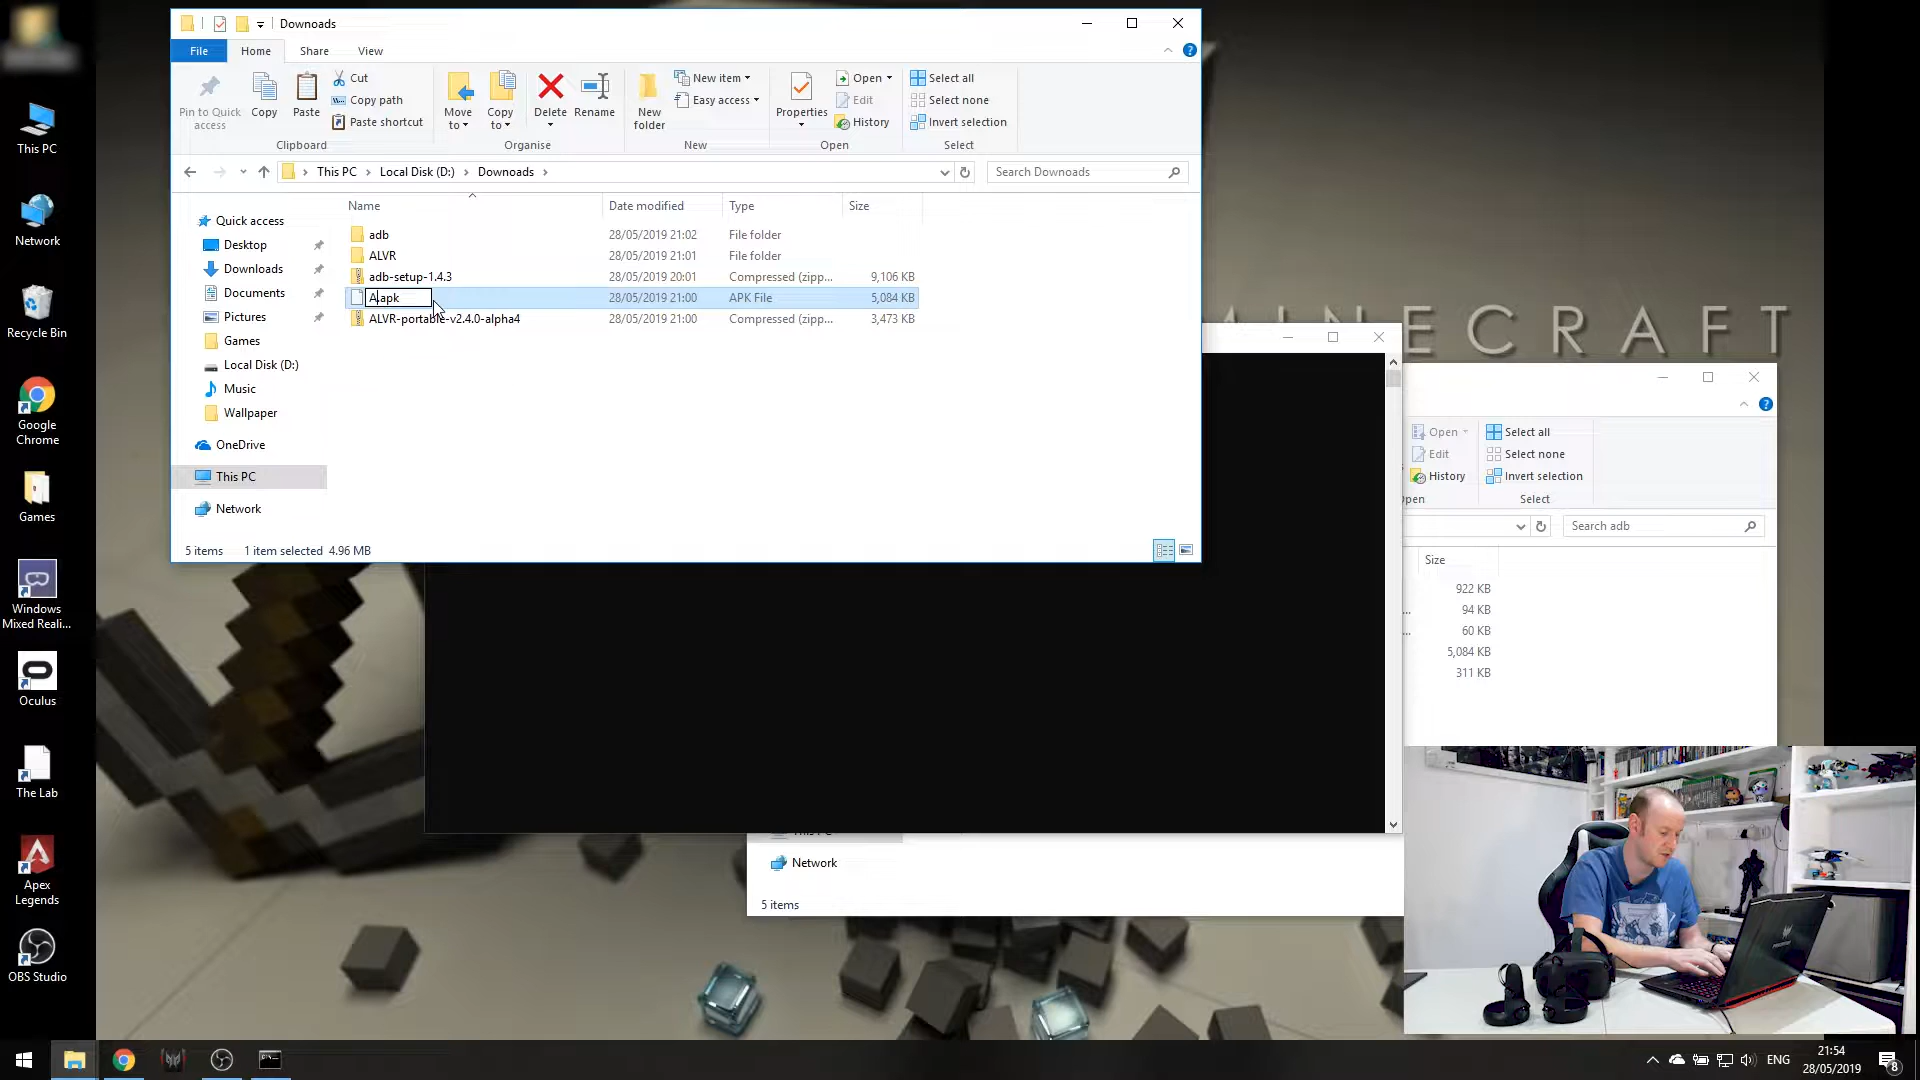 Downoads
File
Home
Share
View
Pin to Quick access
Copy
Paste
Cut
Copy path
Paste shortcut
Clipboard
Move to
Copy to
Delete
Rename
Organise
New folder
New item
Easy access
New
Properties
Open
Edit
History
Open
Select all
Select none
Invert selection
Select
This PC
Local Disk (D:)
Downoads
Search Downoads
Name
Date modified
Type
Size
adb
28/05/2019 21:02
File folder
ALVR
28/05/2019 21:01
File folder
adb-setup-1.4.3
28/05/2019 20:01
Compressed (zipp...
9,106 KB
A.apk
28/05/2019 21:00
APK File
5,084 KB
ALVR-portable-v2.4.0-alpha4
28/05/2019 21:00
Compressed (zipp...
3,473 KB
Quick access
Desktop
Downloads
Documents
Pictures
Games
Local Disk (D:)
Music
Wallpaper
OneDrive
This PC
Network
5 items
1 item selected 4.96 MB
This PC
Network
Recycle Bin
Google Chrome
Games
Windows Mixed Reali...
Oculus
The Lab
Apex Legends
OBS Studio
NECRAFT
Open
Edit
History
pen
Select all
Select none
Invert selection
Select
Search adb
Size
922 KB
94 KB
60 KB
5,084 KB
311 KB
Network
5 items
ENG
21:54
28/05/2019
8